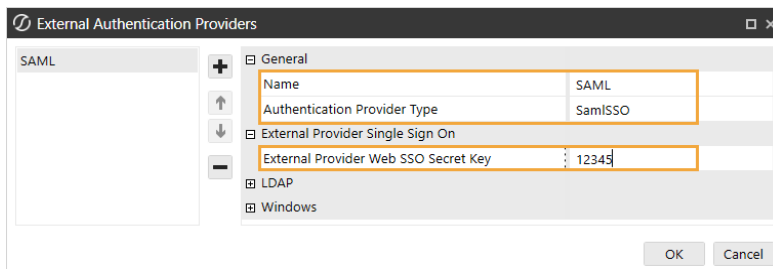 External Authentication Providers
SAML
General
Name SAML
Authentication Provider Type SamlSSO
External Provider Single Sign On
External Provider Web SSO Secret Key 12345
LDAP
Windows
OK Cancel